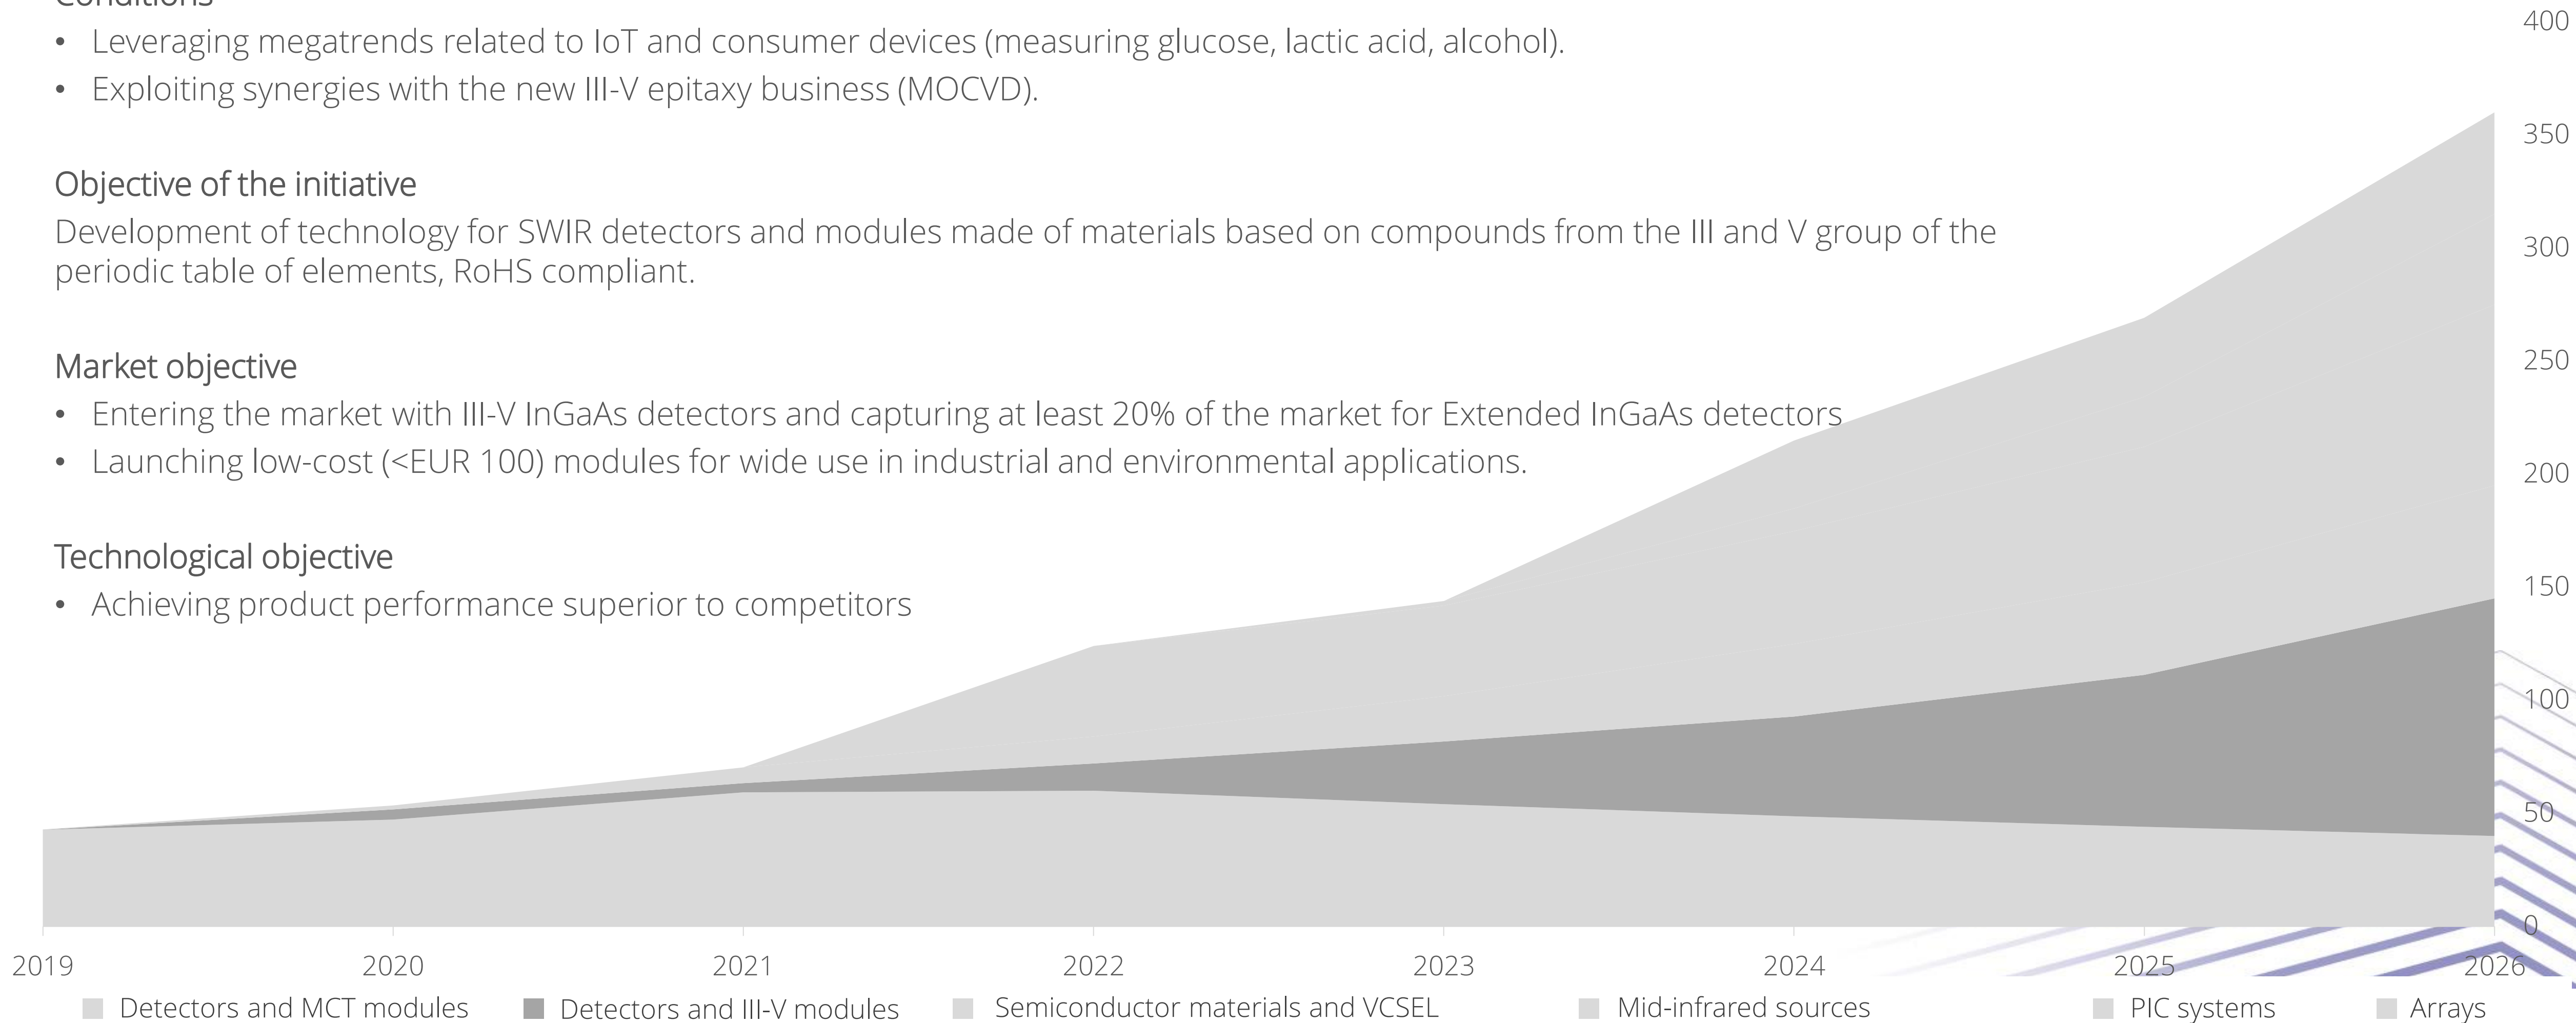 Conditions
• Leveraging megatrends related to IoT and consumer devices (measuring glucose, lactic acid, alcohol).
• Exploiting synergies with the new III-V epitaxy business (MOCVD).
Objective of the initiative
Development of technology for SWIR detectors and modules made of materials based on compounds from the III and V group of the
periodic table of elements, RoHS compliant.
Market objective
• Entering the market with III-V InGaAs detectors and capturing at least 20% of the market for Extended InGaAs detectors
• Launching low-cost (<EUR 100) modules for wide use in industrial and environmental applications.
Technological objective
• Achieving product performance superior to competitors
400
350
300
250
200
150
100
50
0
2019 2020 2021 2022 2023 2024 2025 2026
Detectors and MCT modules Detectors and III-V modules Semiconductor materials and VCSEL Mid-infrared sources PIC systems Arrays